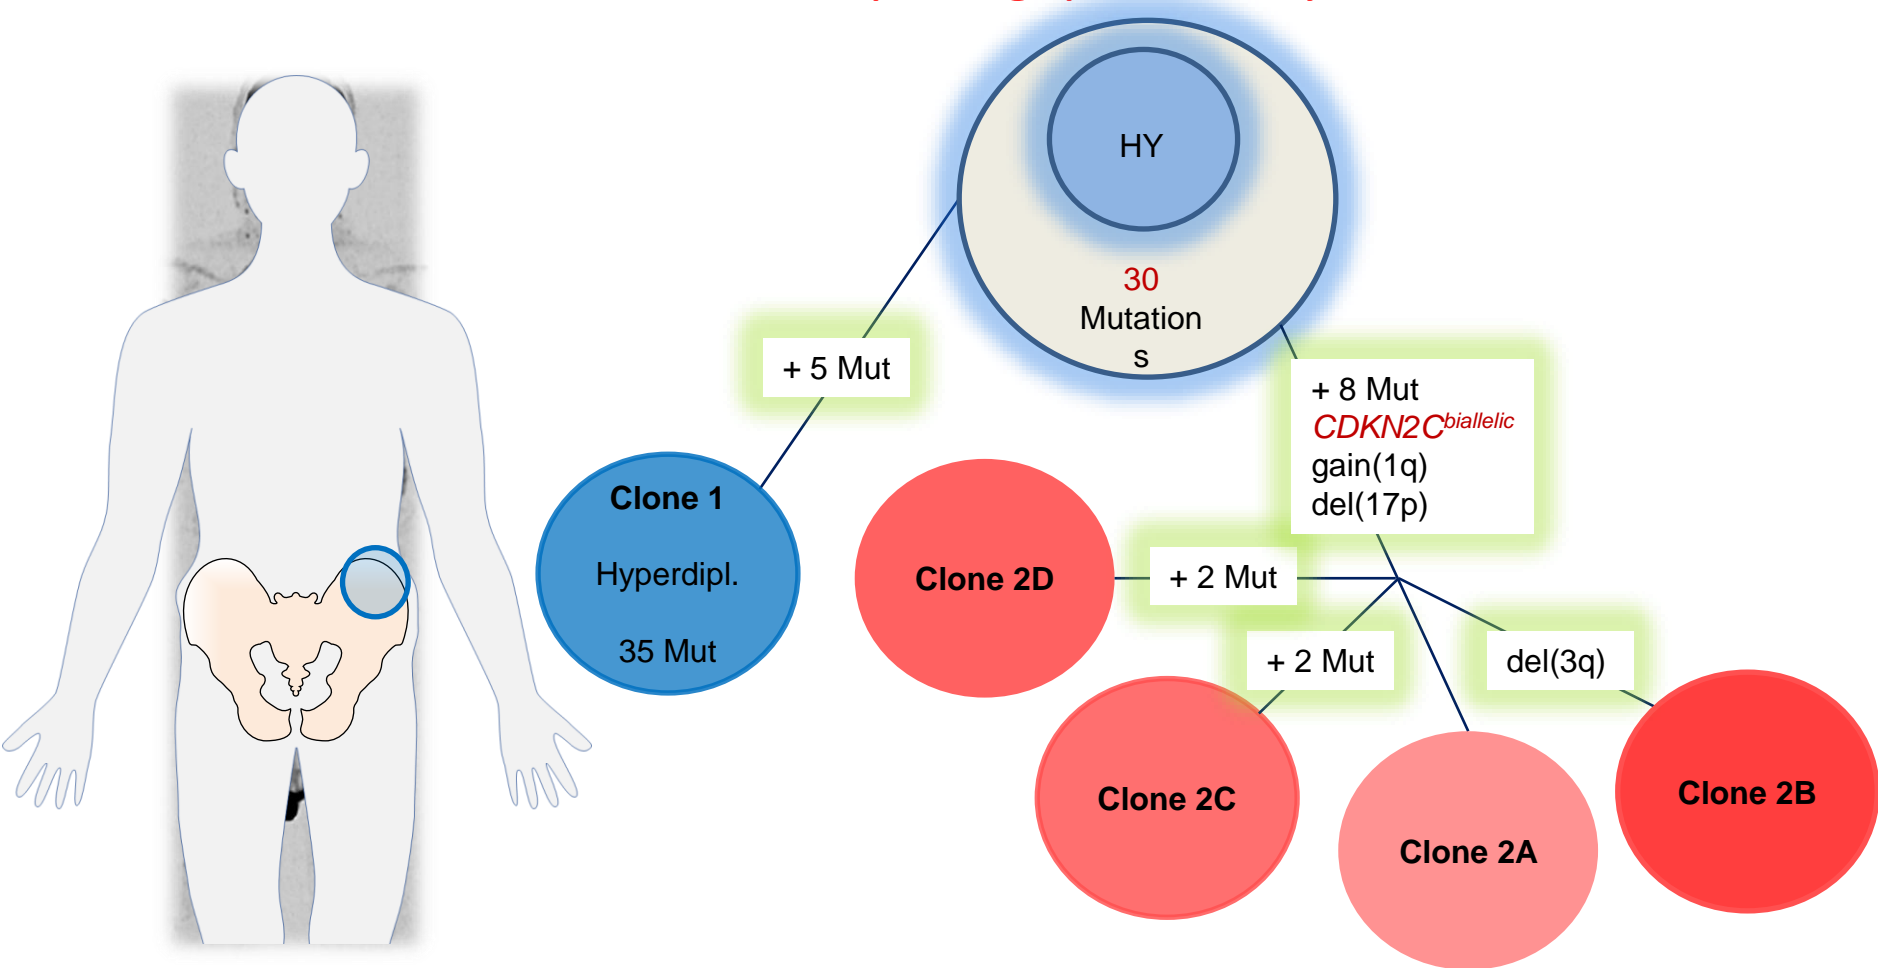 HY
30
Mutation
s
+ 5 Mut
+ 8 Mut
CDKN2Cbiallelic
gain(1q)
del(17p)
Clone 1
Hyperdipl.
35 Mut
Clone 2D
+ 2 Mut
+ 2 Mut
del(3q)
Clone 2C
Clone 2A
Clone 2B